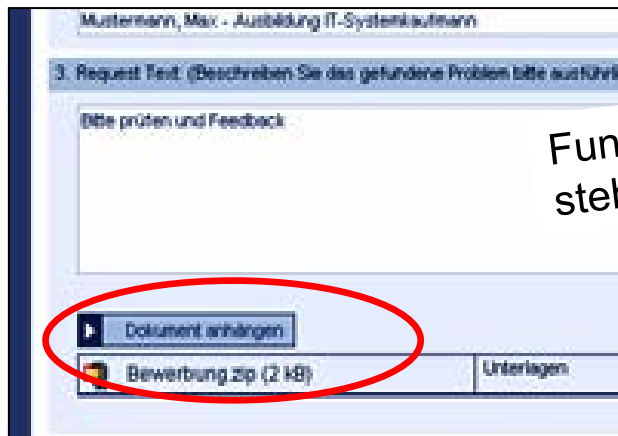 Mustermann, Max - Ausbildung IT-Systemkaufmann
3. Request Text (Beschreiben Sie das gefundene Problem bitte ausführli
Bitte prüfen und Feedback
Fun
steh
Dokument anhängen
Bewerbung.zip (2 kB)
Unterlagen